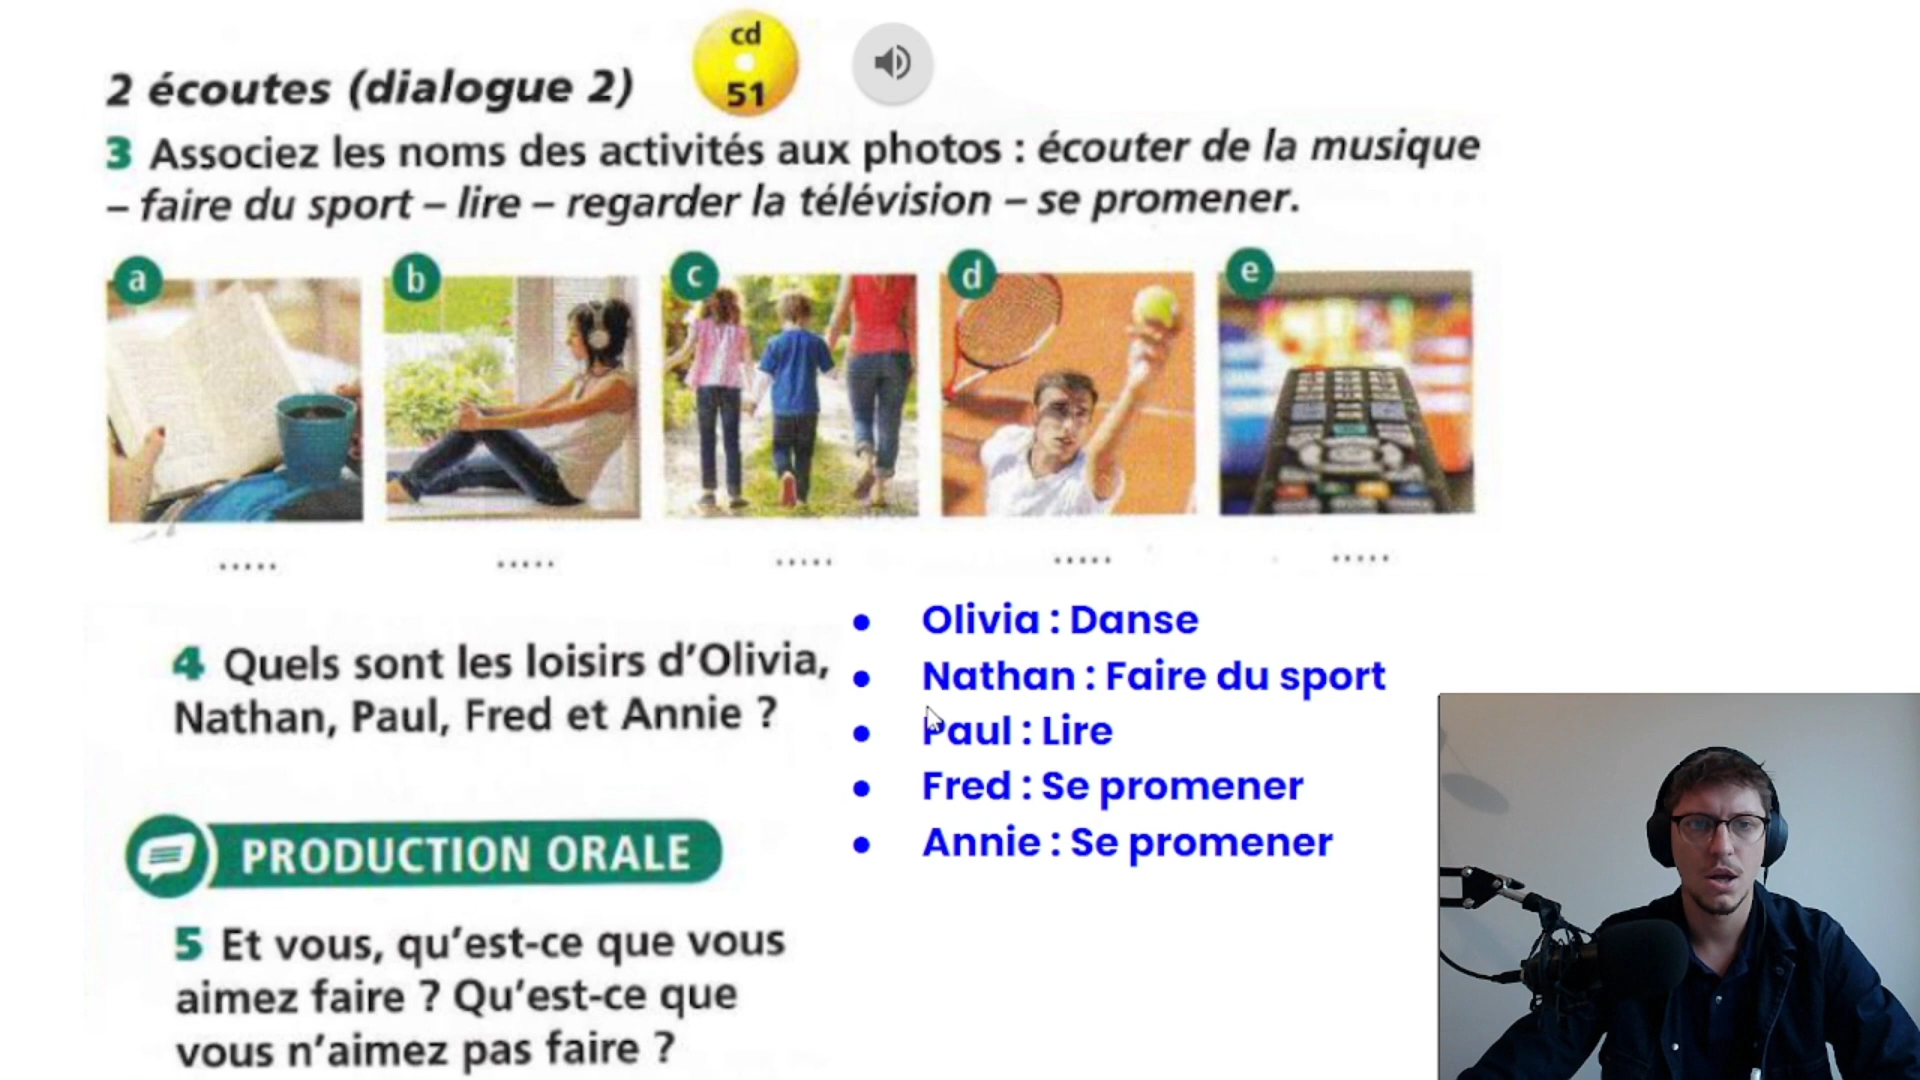 cd
51
2 écoutes (dialogue 2)
3 Associez les noms des activités aux photos : écouter de la musique
– faire du sport – lire – regarder la télévision – se promener.
a
b
c
d
e
.....
.....
.....
.....
.....
4 Quels sont les loisirs d’Olivia,
Nathan, Paul, Fred et Annie ?
● Olivia : Danse
● Nathan : Faire du sport
● Paul : Lire
● Fred : Se promener
● Annie : Se promener
PRODUCTION ORALE
5 Et vous, qu’est-ce que vous
aimez faire ? Qu’est-ce que
vous n’aimez pas faire ?